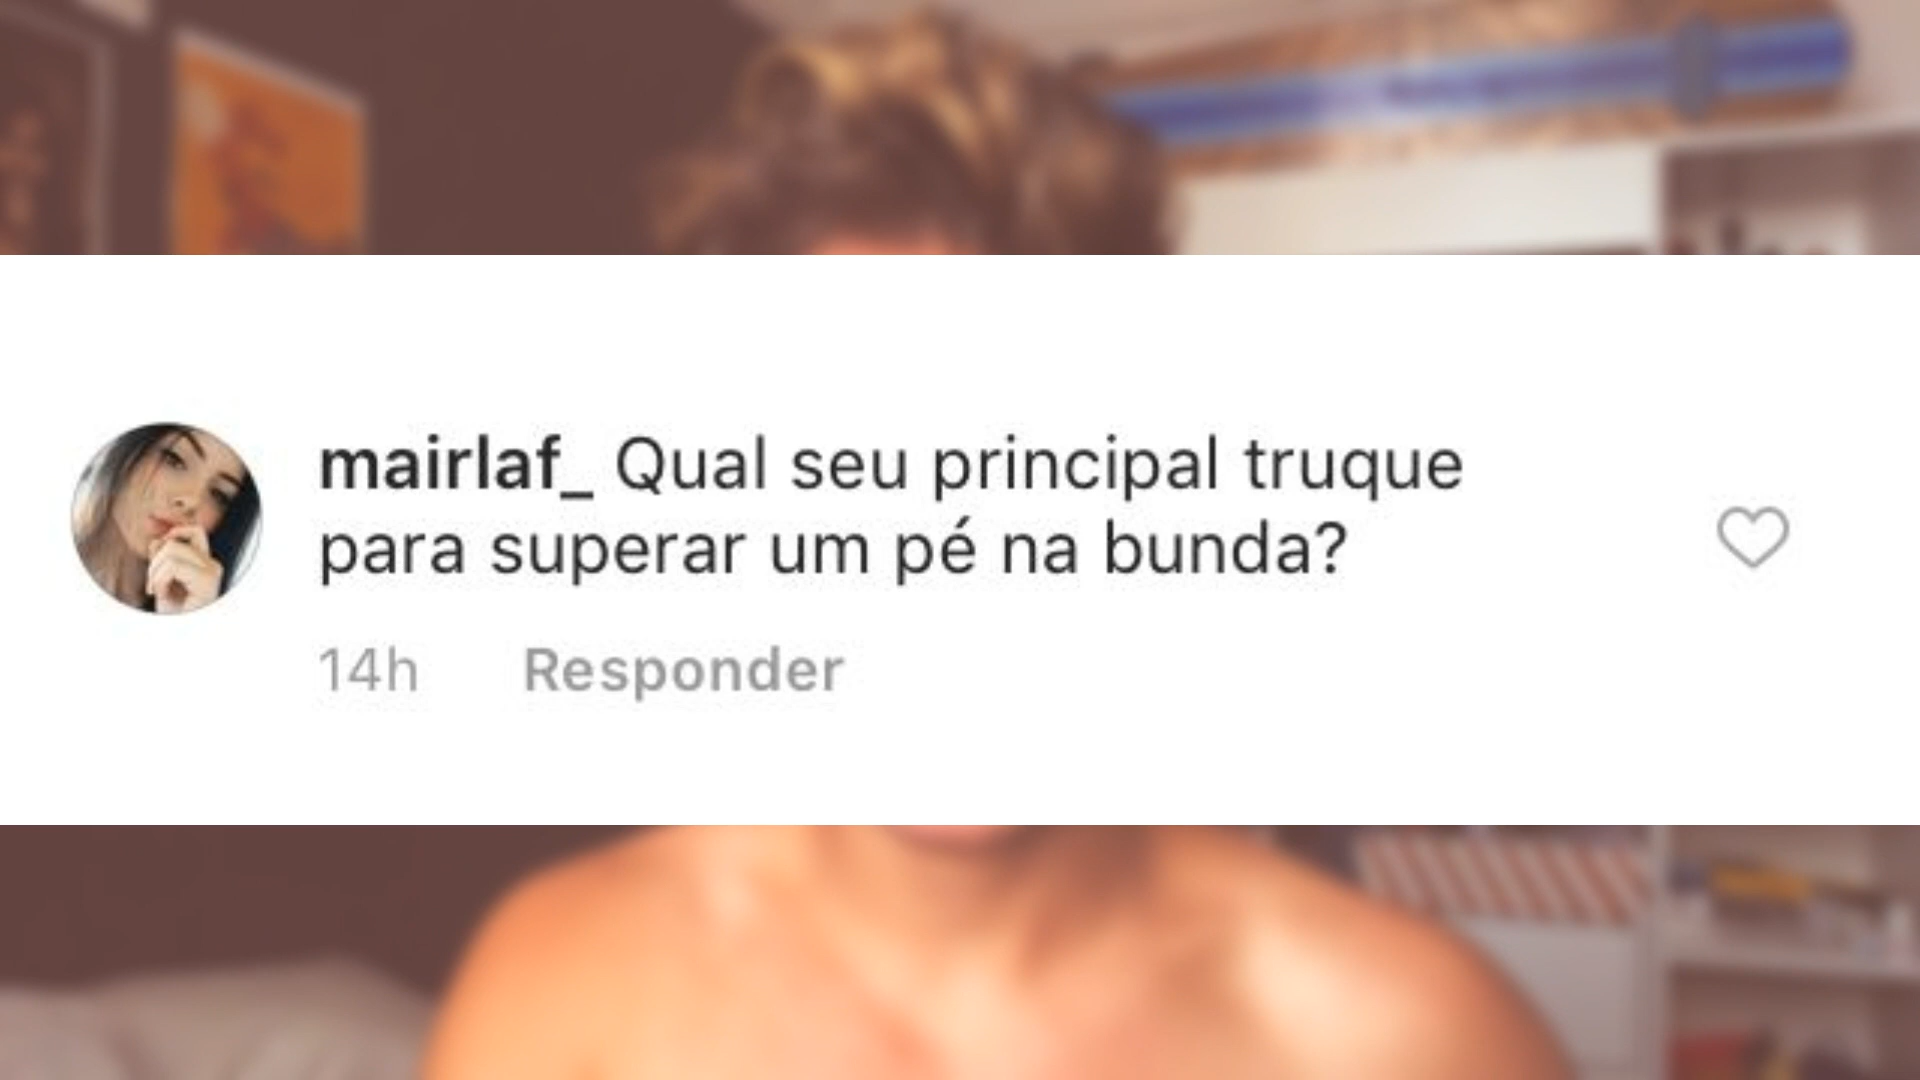 mairlaf_ Qual seu principal truque
para superar um pé na bunda?
14h Responder